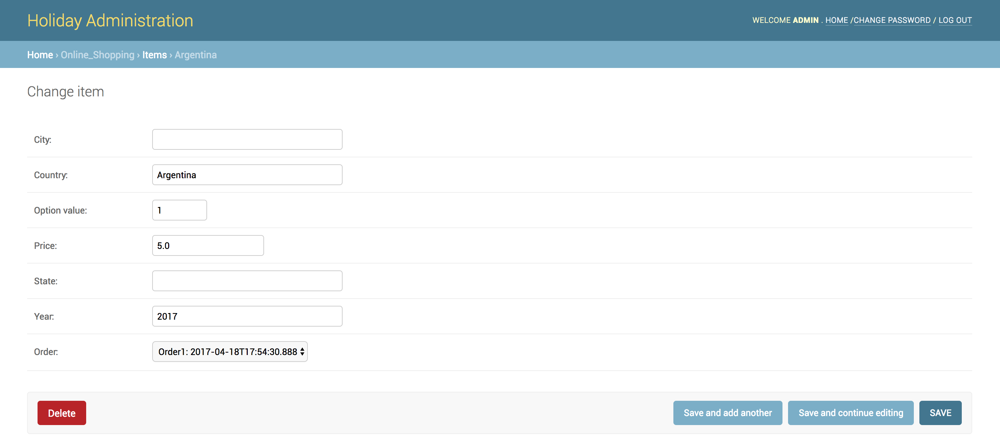 Holiday Administration
WELCOME ADMIN . HOME /CHANGE PASSWORD / LOG OUT
Home › Online_Shopping › Items › Argentina
Change item
City:
Country: Argentina
Option value: 1
Price: 5.0
State:
Year: 2017
Order: Order1: 2017-04-18T17:54:30.888
Delete
Save and add another
Save and continue editing
SAVE